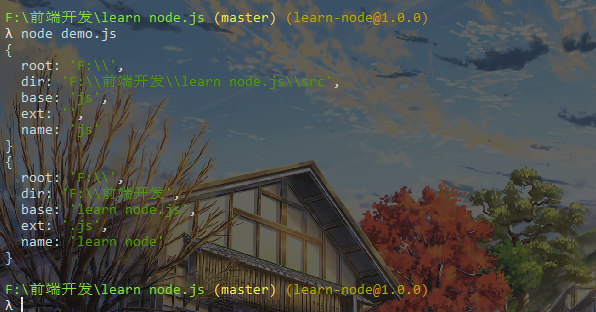 F:\前端开发\learn node.js (master) (learn-node@1.0.0)
λ node demo.js
{
  root: 'F:\\',
  dir: 'F:\\前端开发\\learn node.js\\src',
  base: 'js',
  ext: '',
  name: 'js'
}
{
  root: 'F:\\',
  dir: 'F:\\前端开发',
  base: 'learn node.js',
  ext: '.js',
  name: 'learn node'
}
F:\前端开发\learn node.js (master) (learn-node@1.0.0)
λ